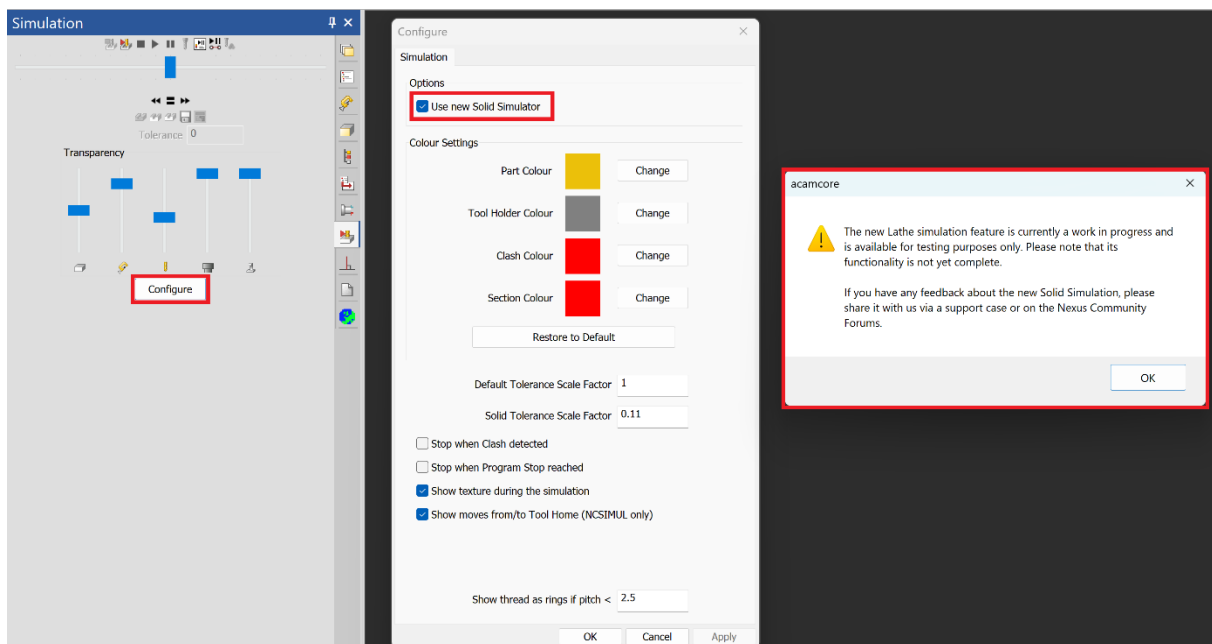 Simulation
Tolerance 0
Transparency
Configure
Configure
Simulation
Options
Use new Solid Simulator
Colour Settings
Part Colour
Change
Tool Holder Colour
Change
Clash Colour
Change
Section Colour
Change
Restore to Default
Default Tolerance Scale Factor 1
Solid Tolerance Scale Factor 0.11
Stop when Clash detected
Stop when Program Stop reached
Show texture during the simulation
Show moves from/to Tool Home (NCSIMUL only)
Show thread as rings if pitch < 2.5
OK
Cancel
Apply
acamcore
The new Lathe simulation feature is currently a work in progress and
is available for testing purposes only. Please note that its
functionality is not yet complete.
If you have any feedback about the new Solid Simulation, please
share it with us via a support case or on the Nexus Community
Forums.
OK